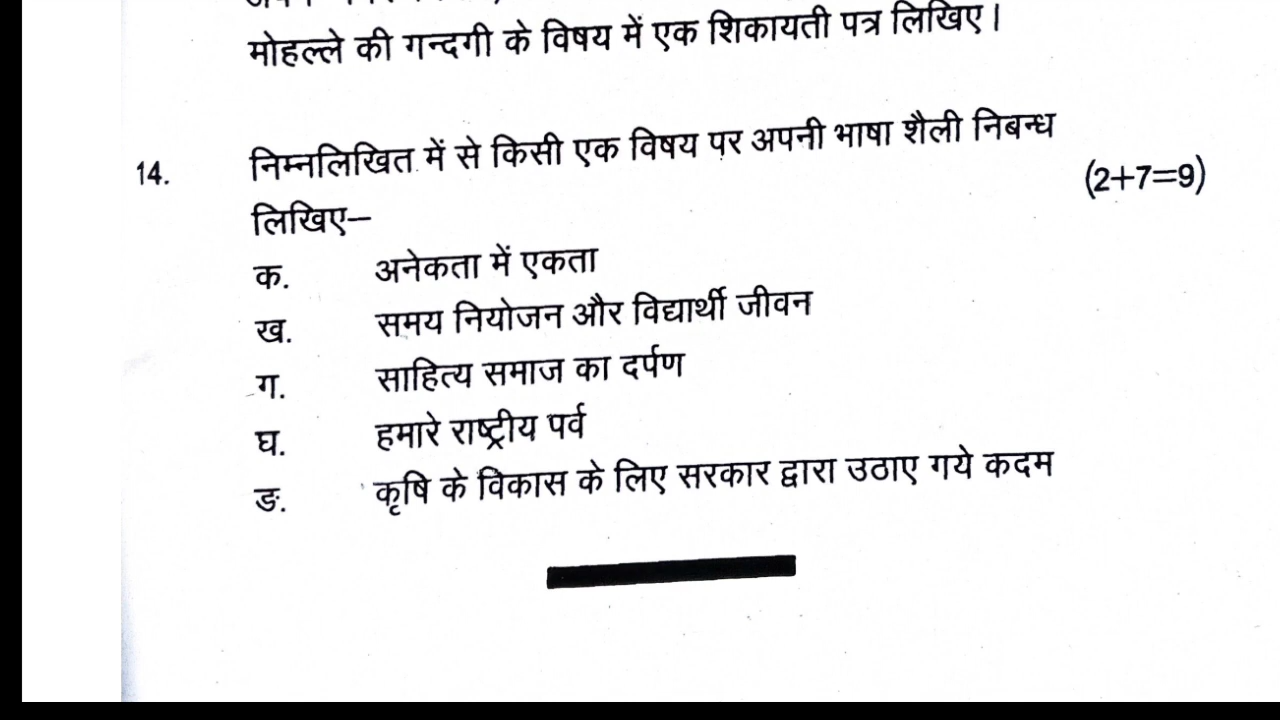 मोहल्ले की गन्दगी के विषय में एक शिकायती पत्र लिखिए।
14. निम्नलिखित में से किसी एक विषय पर अपनी भाषा शैली निबन्ध
(2+7=9)
लिखिए–
क. अनेकता में एकता
ख. समय नियोजन और विद्यार्थी जीवन
ग. साहित्य समाज का दर्पण
घ. हमारे राष्ट्रीय पर्व
ङ. कृषि के विकास के लिए सरकार द्वारा उठाए गये कदम